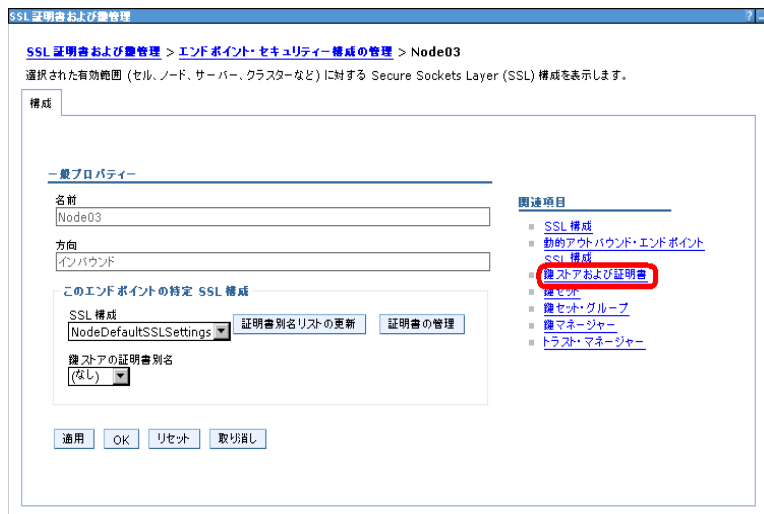 SSL 証明書および鍵管理
SSL 証明書および鍵管理 > エンドポイント・セキュリティー構成の管理 > Node03
選択された有効範囲 (セル、ノード、サーバー、クラスターなど) に対する Secure Sockets Layer (SSL) 構成を表示します。
構成
一般プロパティー
名前
Node03
方向
インバウンド
このエンドポイントの特定 SSL 構成
SSL 構成
NodeDefaultSSLSettings 証明書別名リストの更新 証明書の管理
鍵ストアの証明書別名
(なし)
適用 OK リセット 取り消し
関連項目
SSL 構成
動的アウトバウンド・エンドポイント
SSL 構成
鍵ストアおよび証明書
鍵セット
鍵セット・グループ
鍵マネージャー
トラスト・マネージャー